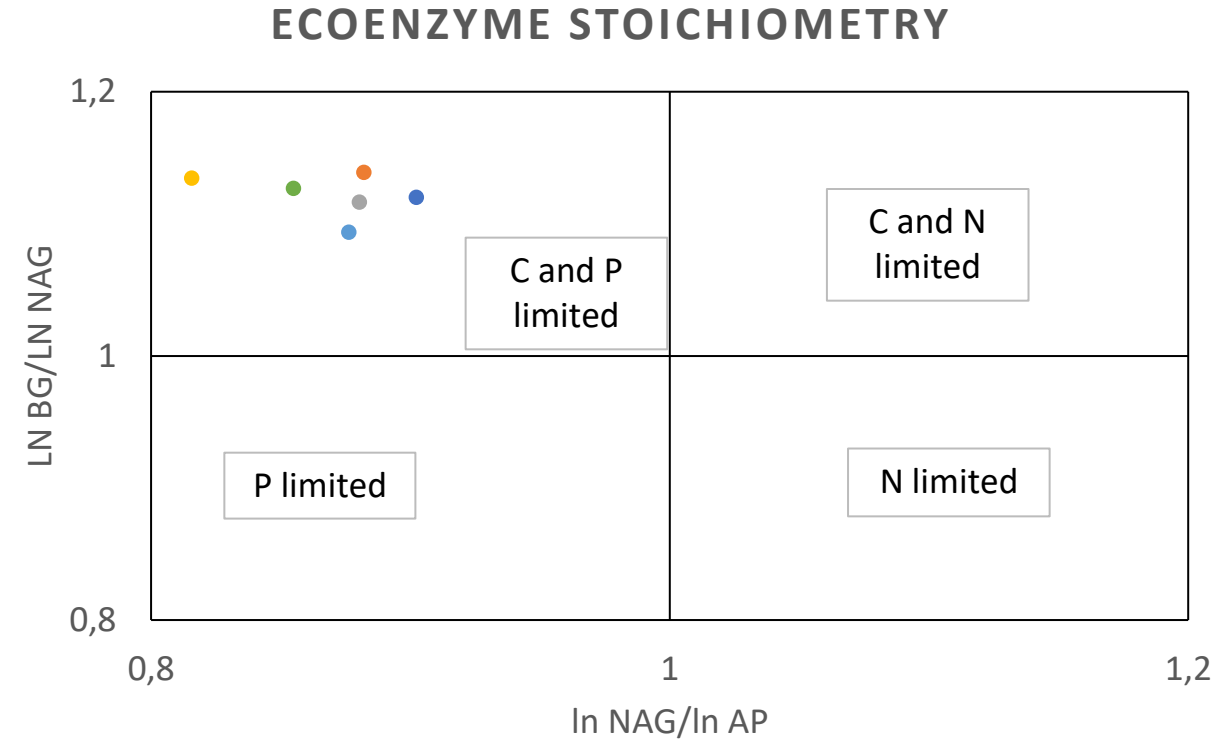 ECOENZYME STOICHIOMETRY
1,2
C and N
limited
C and P
limited
LN BG/LN NAG
1
P limited
N limited
0,8
0,8
1
1,2
ln NAG/ln AP